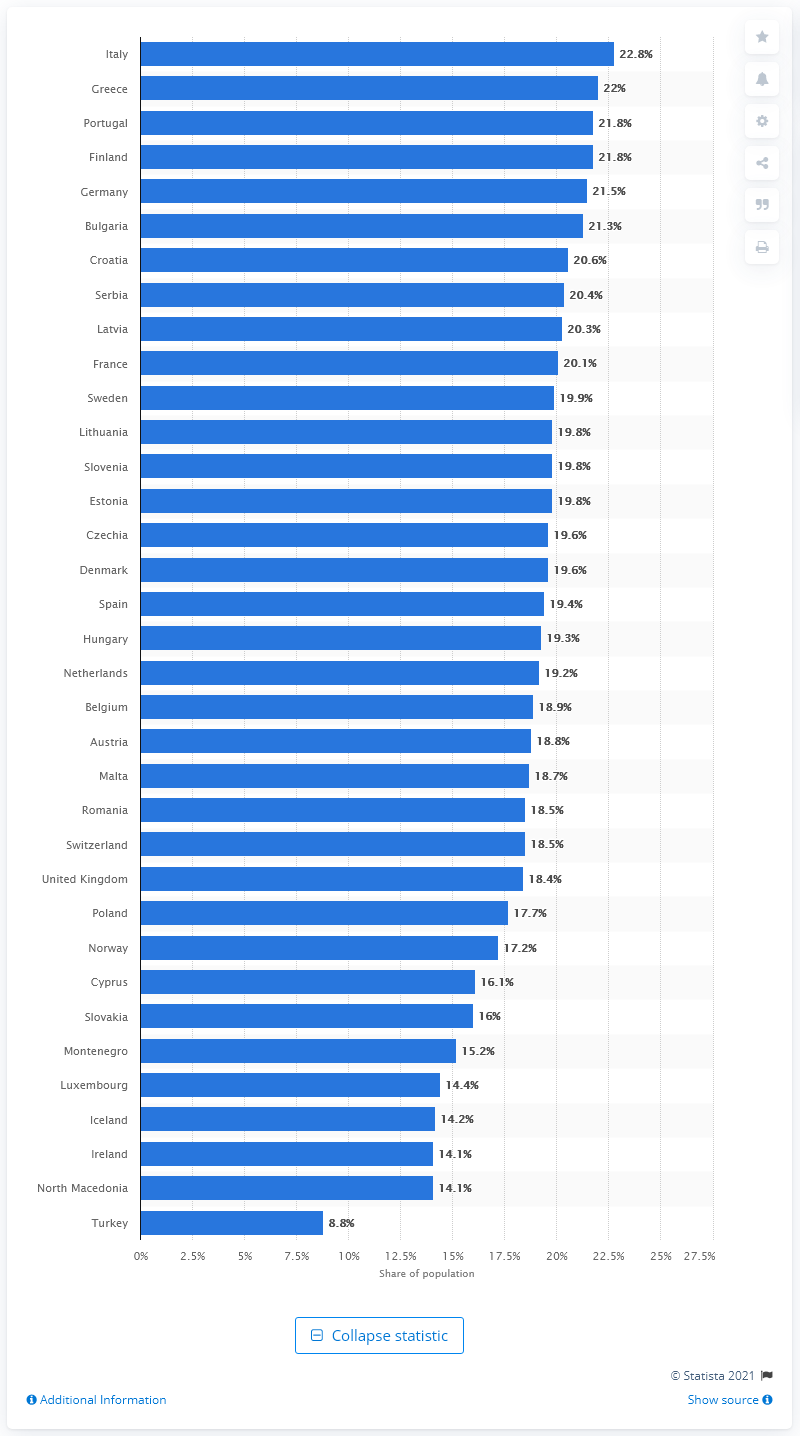 Italy 22.8%
Greece 22%
Portugal 21.8%
Finland 21.8%
Germany 21.5%
Bulgaria 21.3%
Croatia 20.6%
Serbia 20.4%
Latvia 20.3%
France 20.1%
Sweden 19.9%
Lithuania 19.8%
Slovenia 19.8%
Estonia 19.8%
Czechia 19.6%
Denmark 19.6%
Spain 19.4%
Hungary 19.3%
Netherlands 19.2%
Belgium 18.9%
Austria 18.8%
Malta 18.7%
Romania 18.5%
Switzerland 18.5%
United Kingdom 18.4%
Poland 17.7%
Norway 17.2%
Cyprus 16.1%
Slovakia 16%
Montenegro 15.2%
Luxembourg 14.4%
Iceland 14.2%
Ireland 14.1%
North Macedonia 14.1%
Turkey 8.8%
0% 2.5% 5% 7.5% 10% 12.5% 15% 17.5% 20% 22.5% 25% 27.5%
Share of population
Collapse statistic
© Statista 2021
Additional Information Show source